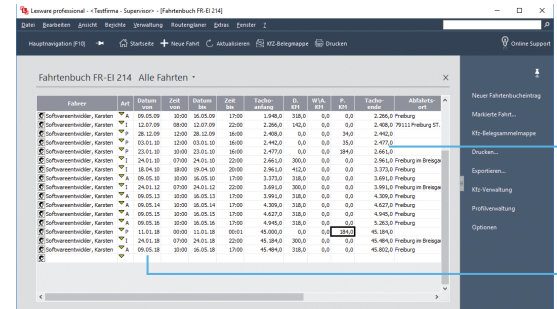 Lexware professional - <Testfirma - Supervisor> - [Fahrtenbuch FR-EI 214]
Datei Bearbeiten Ansicht Berichte Verwaltung Routenplaner Extras Fenster ?
Hauptnavigation [F10] Startseite + Neue Fahrt Aktualisieren Kfz-Belegmappe Drucken Online Support
Fahrtenbuch FR-EI 214 Alle Fahrten
Neuer Fahrtenbucheintrag
Markierte Fahrt...
Kfz-Belegsammelmappe
Drucken...
Exportieren...
Kfz-Verwaltung
Profilverwaltung
Optionen
Fahrer Art Datum von Zeit von Datum bis Zeit bis Tacho-anfang D. KM W\A. KM P. KM Tacho-ende Abfahrts-ort
Softwareentwickler, Karsten A 09.05.09 10:00 16.05.09 17:00 1.948,0 318,0 0,0 0,0 2.266,0 Freiburg
Softwareentwickler, Karsten I 12.07.09 08:00 12.07.09 22:00 2.266,0 142,0 0,0 0,0 2.408,0 79111 Freiburg ST.
Softwareentwickler, Karsten P 28.12.09 12:00 28.12.09 16:00 2.408,0 0,0 0,0 34,0 2.442,0
Softwareentwickler, Karsten P 03.01.10 12:00 03.01.10 16:00 2.442,0 0,0 0,0 35,0 2.477,0
Softwareentwickler, Karsten P 23.01.10 10:00 23.01.10 16:00 2.477,0 0,0 0,0 184,0 2.661,0
Softwareentwickler, Karsten I 24.01.10 07:00 24.01.10 22:00 2.661,0 300,0 0,0 0,0 2.961,0 Freiburg im Breisgau
Softwareentwickler, Karsten I 18.04.10 10:00 19.04.10 20:00 2.961,0 412,0 0,0 0,0 3.373,0 Freiburg
Softwareentwickler, Karsten A 09.05.10 10:00 16.05.10 17:00 3.373,0 318,0 0,0 0,0 3.691,0 Freiburg
Softwareentwickler, Karsten I 24.01.12 07:00 24.01.12 22:00 3.691,0 300,0 0,0 0,0 3.991,0 Freiburg im Breisgau
Softwareentwickler, Karsten A 09.05.13 10:00 16.05.13 17:00 3.991,0 318,0 0,0 0,0 4.309,0 Freiburg
Softwareentwickler, Karsten A 09.05.14 10:00 16.05.14 17:00 4.309,0 318,0 0,0 0,0 4.627,0 Freiburg
Softwareentwickler, Karsten A 09.05.15 10:00 16.05.15 17:00 4.627,0 318,0 0,0 0,0 4.945,0 Freiburg
Softwareentwickler, Karsten A 09.05.16 10:00 16.05.16 17:00 4.945,0 318,0 0,0 0,0 5.263,0 Freiburg
Softwareentwickler, Karsten P 11.01.18 00:00 11.01.18 00:01 45.000,0 0,0 0,0 184,0 45.184,0
Softwareentwickler, Karsten I 24.01.18 07:00 24.01.18 22:00 45.184,0 300,0 0,0 0,0 45.484,0 Freiburg im Breisgau
Softwareentwickler, Karsten A 09.05.18 10:00 16.05.18 17:00 45.484,0 318,0 0,0 0,0 45.802,0 Freiburg